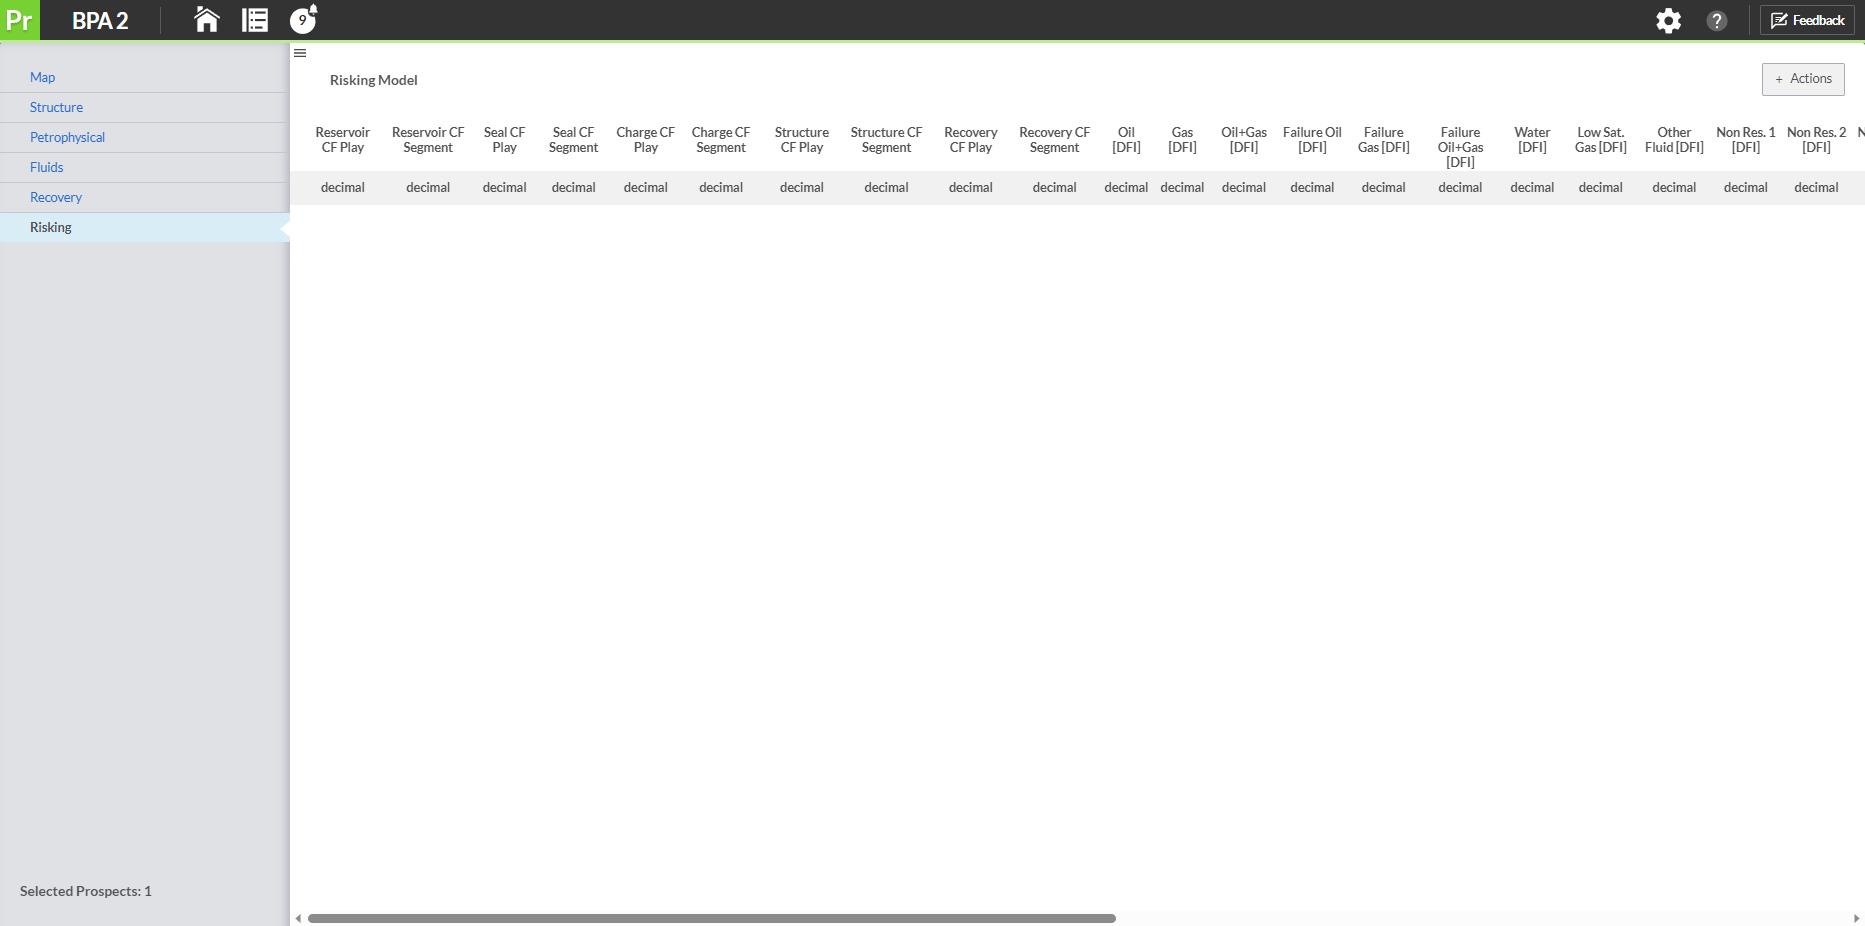 Pr BPA 2 9 ? Feedback
Map
Structure
Petrophysical
Fluids
Recovery
Risking
Selected Prospects: 1
Risking Model
+ Actions
Reservoir CF Play
Reservoir CF Segment
Seal CF Play
Seal CF Segment
Charge CF Play
Charge CF Segment
Structure CF Play
Structure CF Segment
Recovery CF Play
Recovery CF Segment
Oil [DFI]
Gas [DFI]
Oil+Gas [DFI]
Failure Oil [DFI]
Failure Gas [DFI]
Failure Oil+Gas [DFI]
Water [DFI]
Low Sat. Gas [DFI]
Other Fluid [DFI]
Non Res. 1 [DFI]
Non Res. 2 [DFI]
decimal decimal decimal decimal decimal decimal decimal decimal decimal decimal decimal decimal decimal decimal decimal decimal decimal decimal decimal decimal decimal